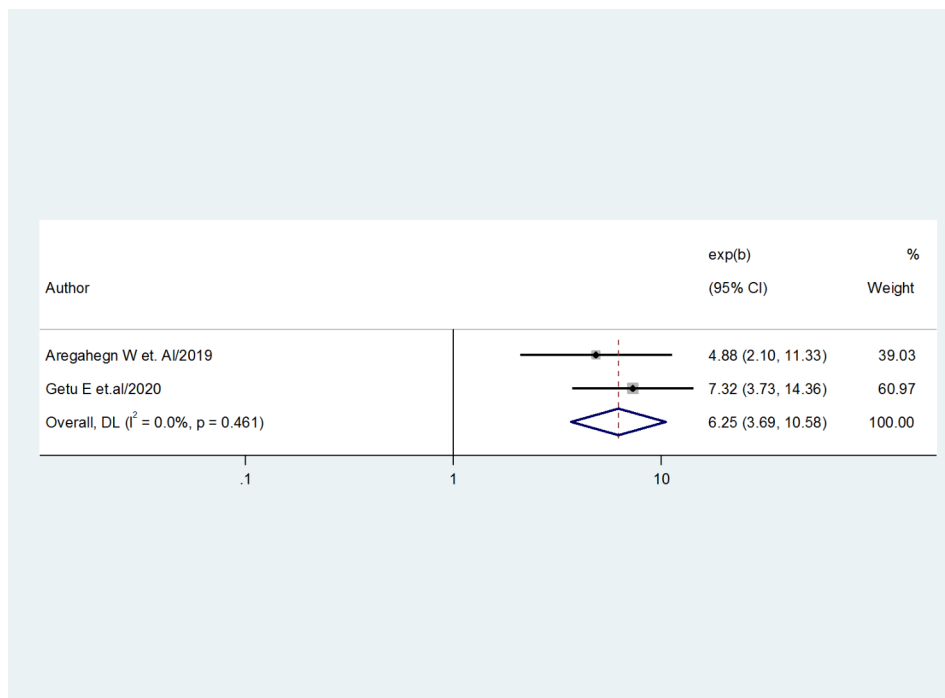 exp(b) %
Author (95% CI) Weight
Aregahegn W et. Al/2019 4.88 (2.10, 11.33) 39.03
Getu E et.al/2020 7.32 (3.73, 14.36) 60.97
Overall, DL (I² = 0.0%, p = 0.461) 6.25 (3.69, 10.58) 100.00
.1 1 10